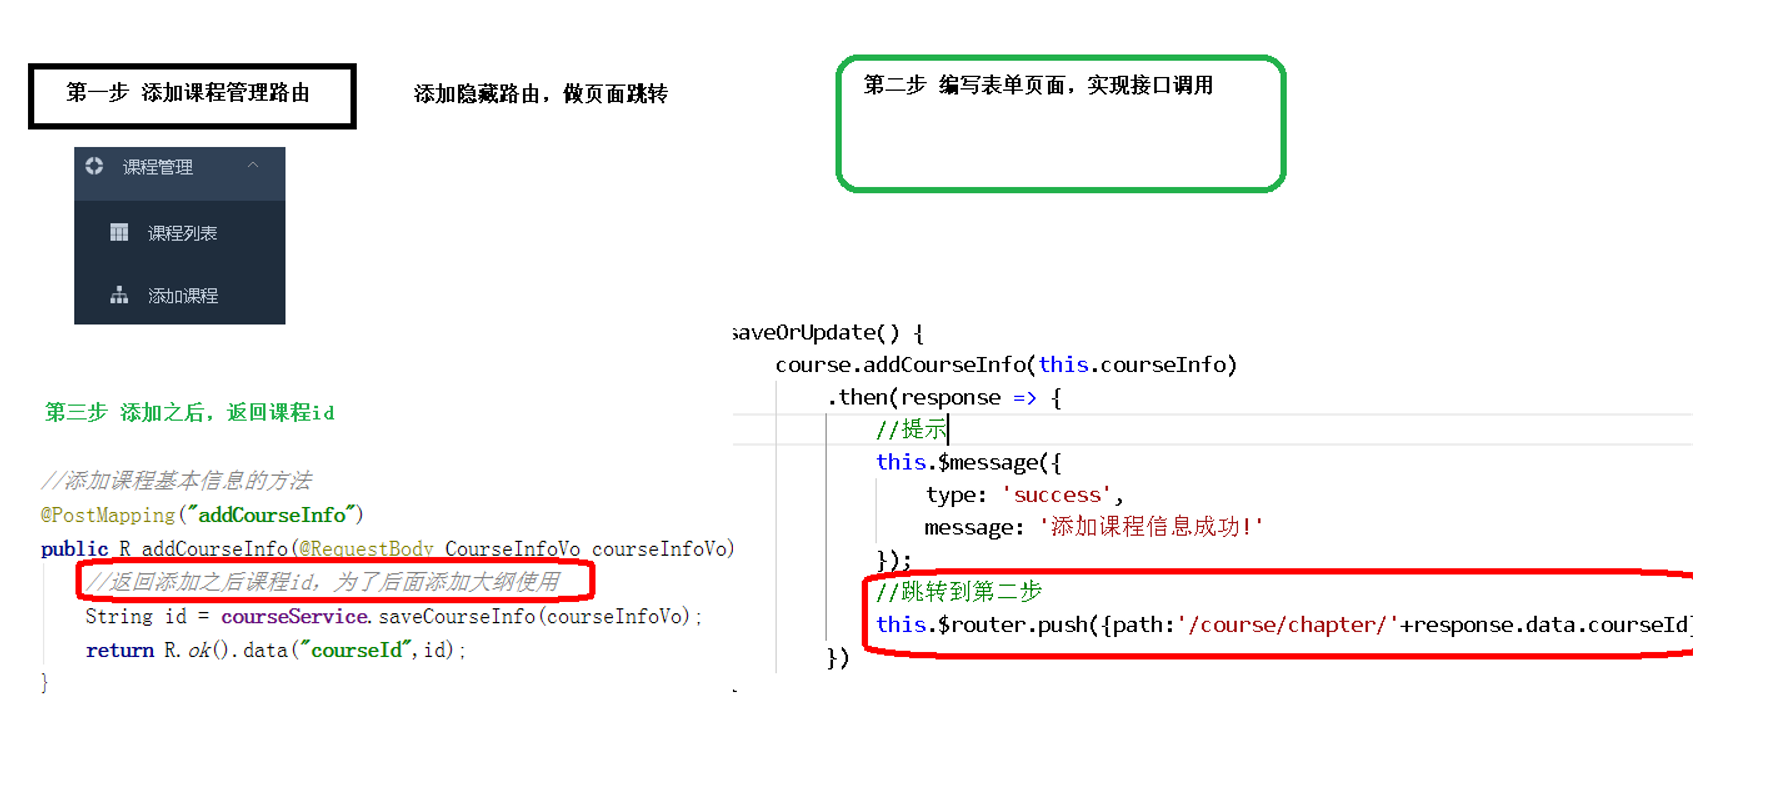 第一步 添加课程管理路由
添加隐藏路由，做页面跳转
第二步 编写表单页面，实现接口调用
课程管理
课程列表
添加课程
第三步 添加之后，返回课程id
//添加课程基本信息的方法
@PostMapping("addCourseInfo")
public R addCourseInfo(@RequestBody CourseInfoVo courseInfoVo)
//返回添加之后课程id，为了后面添加大纲使用
String id = courseService.saveCourseInfo(courseInfoVo);
return R.ok().data("courseId",id);
}
saveOrUpdate() {
course.addCourseInfo(this.courseInfo)
.then(response => {
//提示
this.$message({
type: 'success',
message: '添加课程信息成功!'
});
//跳转到第二步
this.$router.push({path:'/course/chapter/'+response.data.courseId}
})